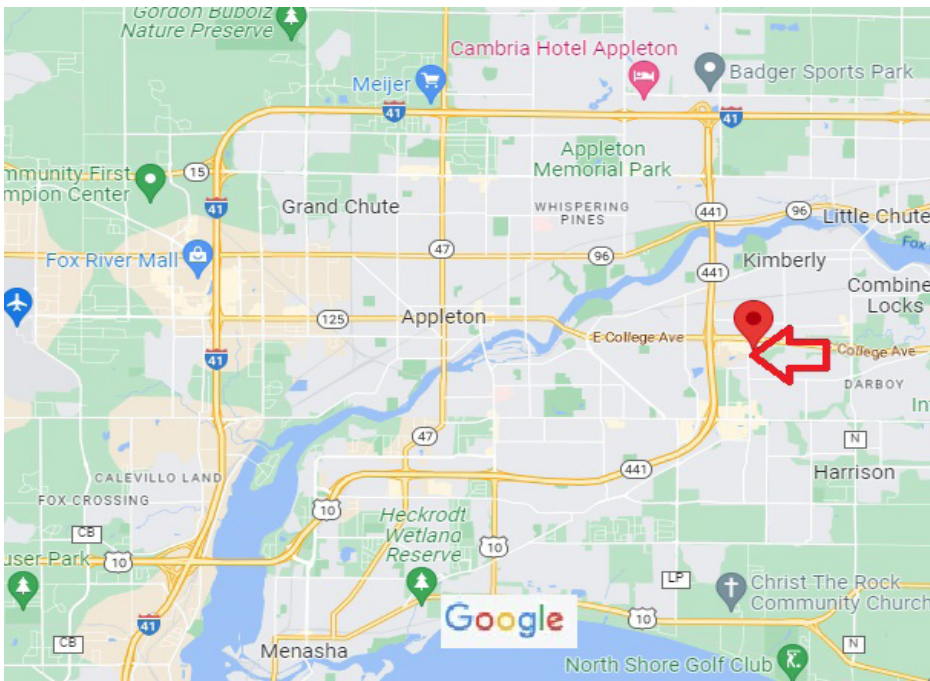 Gordon Bubolz
Nature Preserve
Cambria Hotel Appleton
Meijer
Badger Sports Park
41
41
Appleton
Memorial Park
mmunity First
mpion Center
15
41
Grand Chute
WHISPERING
PINES
441
96
Little Chute
47
Fox River Mall
96
Fox
441
Kimberly
Combine
Locks
125
Appleton
E College Ave
College Ave
41
DARBOY
Int
47
N
441
Harrison
CALEVILLO LAND
FOX CROSSING
10
CB
Heckrodt
Wetland
Reserve
10
user Park
10
LP
Christ The Rock
Community Church
Google
10
41
CB
Menasha
N
North Shore Golf Club